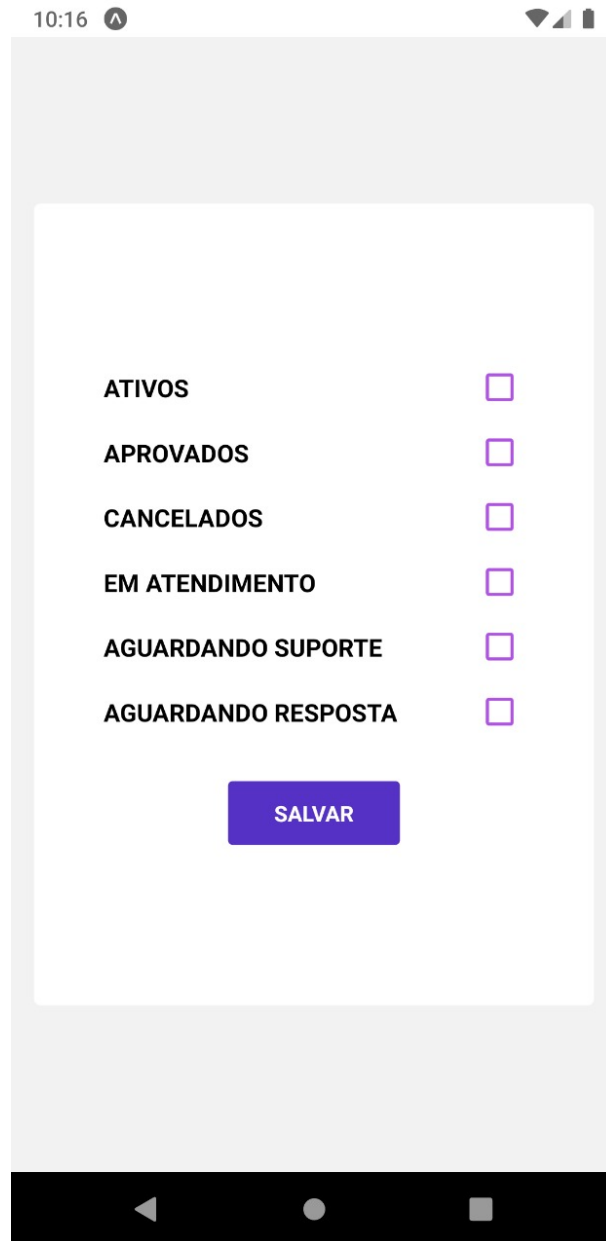 10:16
ATIVOS
APROVADOS
CANCELADOS
EM ATENDIMENTO
AGUARDANDO SUPORTE
AGUARDANDO RESPOSTA
SALVAR